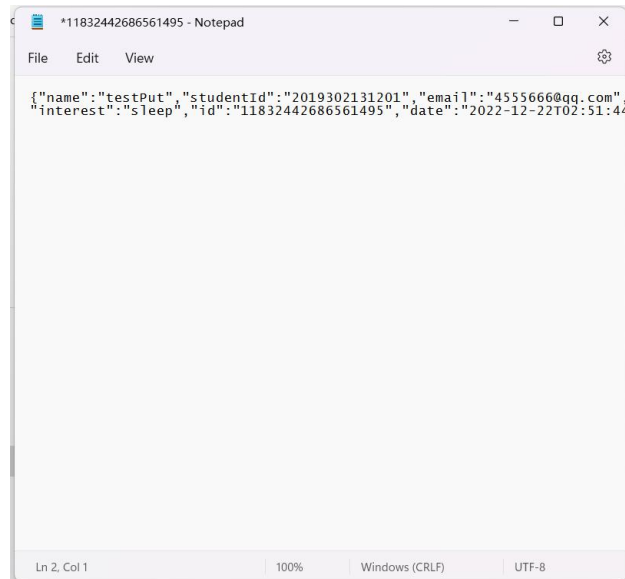 *11832442686561495 - Notepad
File Edit View
{"name":"testPut","studentId":"2019302131201","email":"4555666@qq.com",
"interest":"sleep","id":"11832442686561495","date":"2022-12-22T02:51:44
Ln 2, Col 1 100% Windows (CRLF) UTF-8